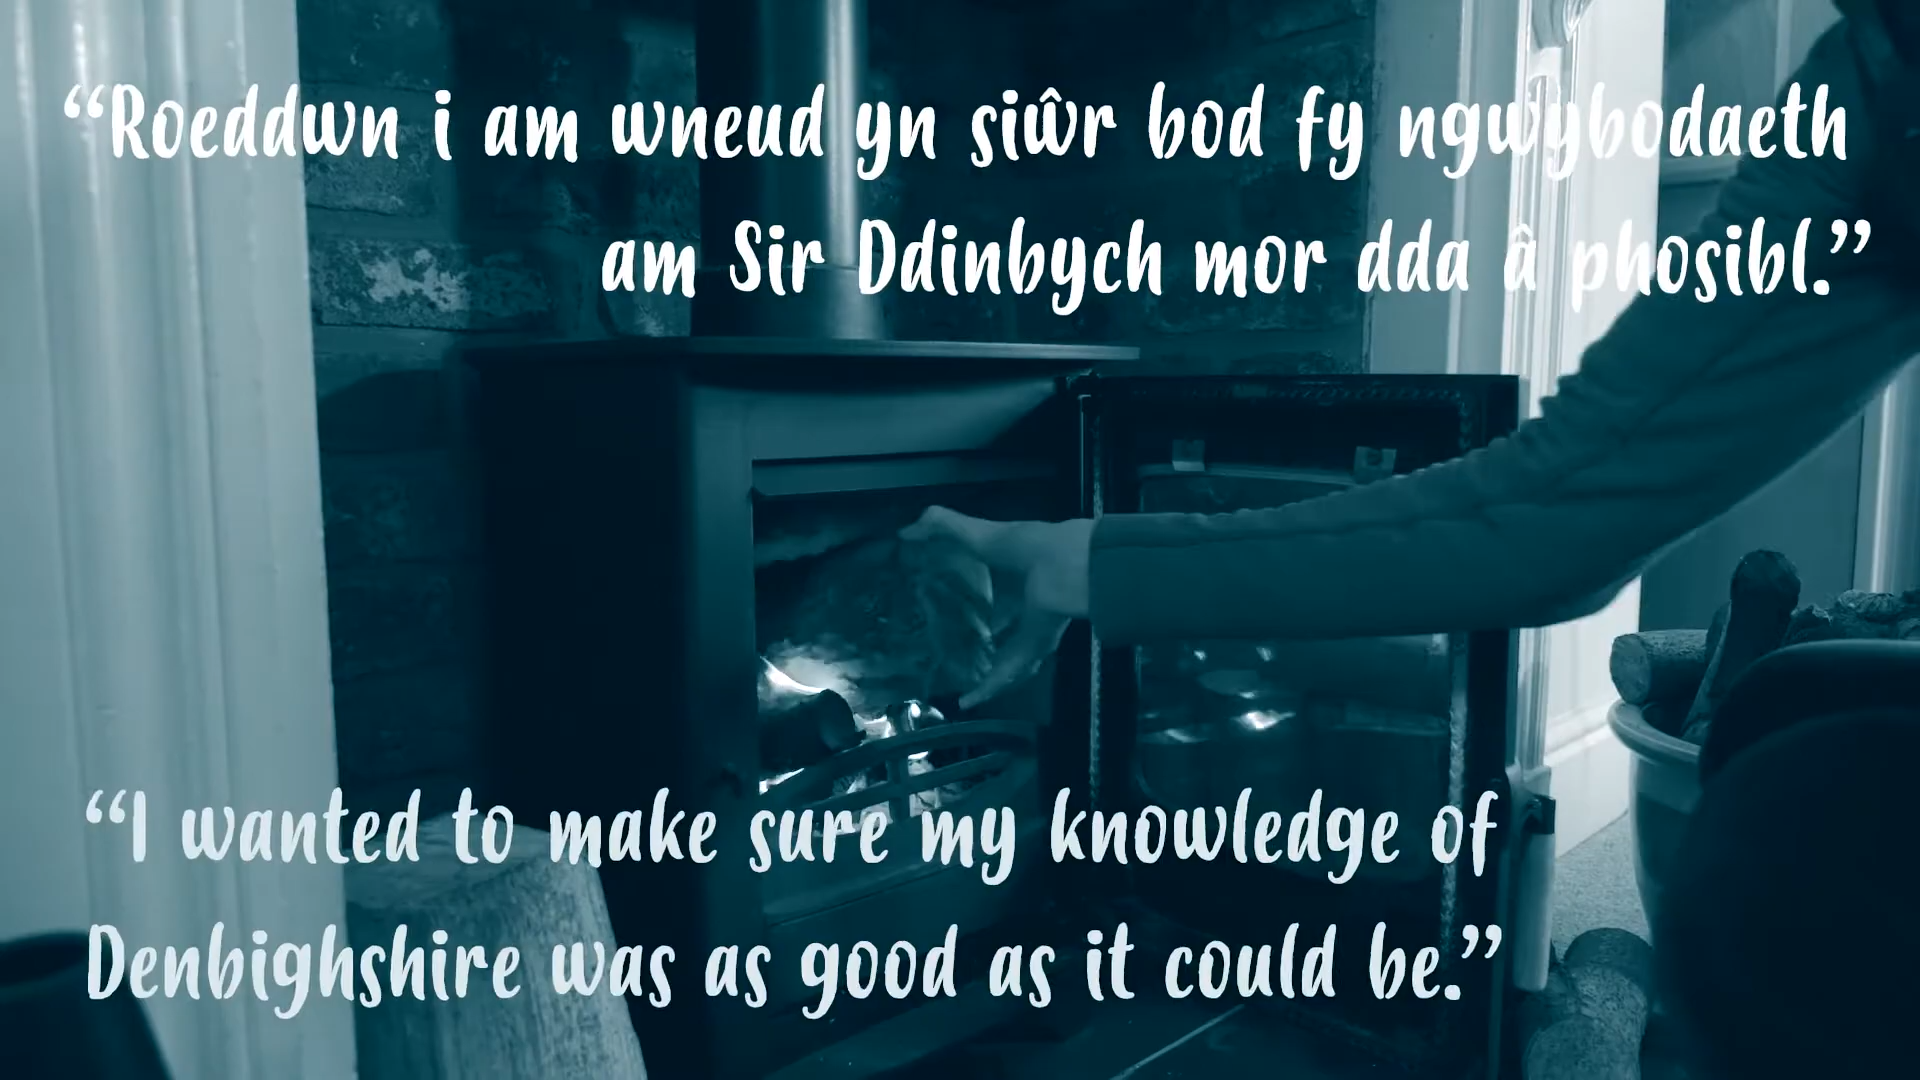 “Roeddwn i am wneud yn siŵr bod fy ngwybodaeth
am Sir Ddinbych mor dda â phosibl.”
“I wanted to make sure my knowledge of
Denbighshire was as good as it could be.”